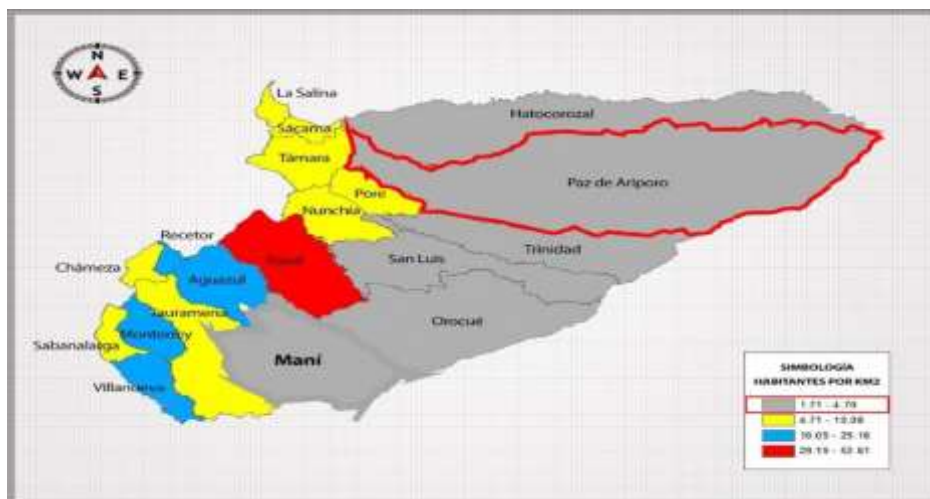 N
W E
S
La Salina
Hatocorozal
Sácama
Támara
Paz de Ariporo
Pore
Nunchía
Recetor
Trinidad
San Luis
Chámeza
Aguazul
Tauramena
Orocué
Monterrey
Sabanalarga
Maní
Villanueva
SIMBOLOGÍA
HABITANTES POR KM2